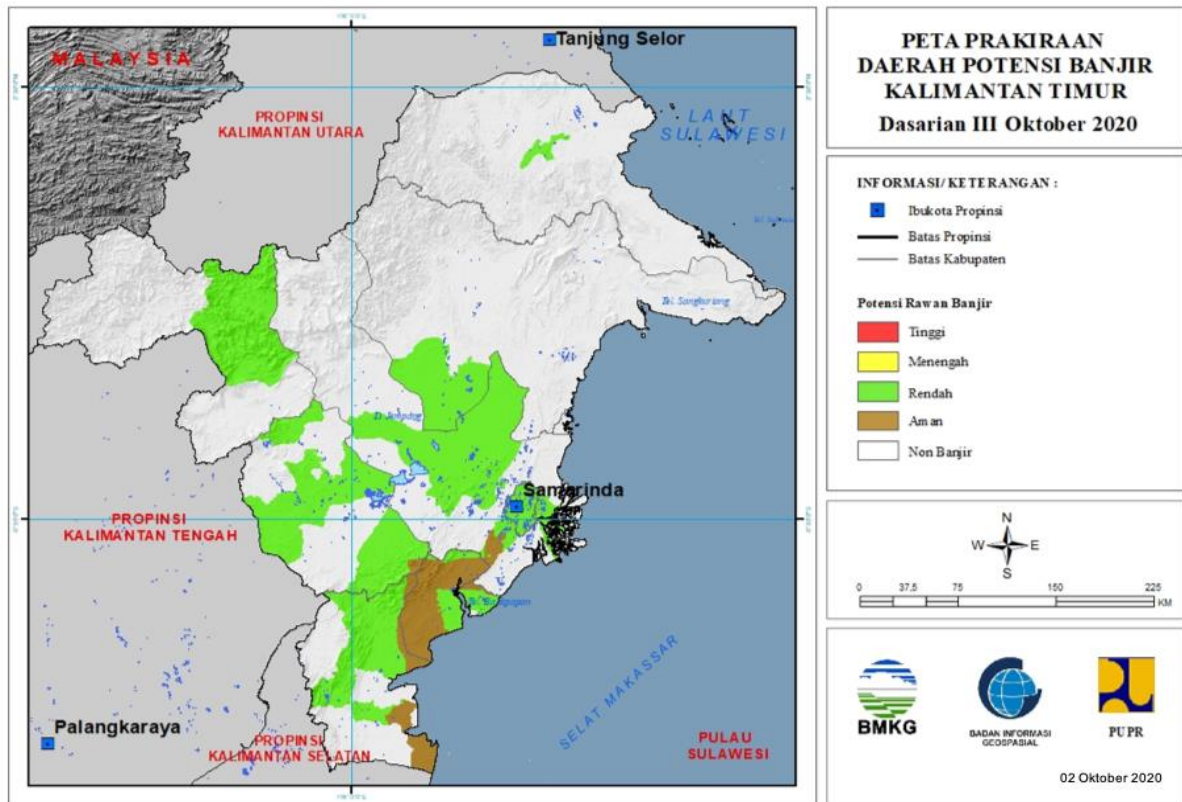 Tanjung Selor
MALAYSIA
PROPINSI
KALIMANTAN UTARA
LAUT
SULAWESI
Tel. Sangkurang
D. Jempang
Samarinda
PROPINSI
KALIMANTAN TENGAH
Palangkaraya
PROPINSI
KALIMANTAN SELATAN
SELAT MAKASSAR
PULAU
SULAWESI
PETA PRAKIRAAN
DAERAH POTENSI BANJIR
KALIMANTAN TIMUR
Dasarian III Oktober 2020
INFORMASI/ KETERANGAN :
Ibukota Propinsi
Batas Propinsi
Batas Kabupaten
Potensi Rawan Banjir
Tinggi
Menengah
Rendah
Aman
Non Banjir
N
W E
S
0 37,5 75 150 225
KM
BMKG
BADAN INFORMASI
GEOSPASIAL
PUPR
02 Oktober 2020